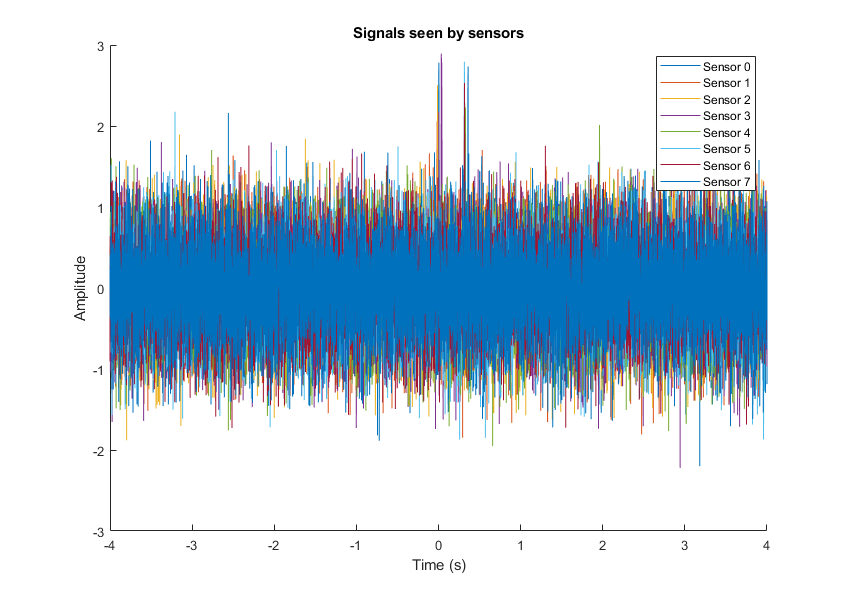 Signals seen by sensors
3
2
1
0
-1
-2
-3
Amplitude
Sensor 0
Sensor 1
Sensor 2
Sensor 3
Sensor 4
Sensor 5
Sensor 6
Sensor 7
-4 -3 -2 -1 0 1 2 3 4
Time (s)